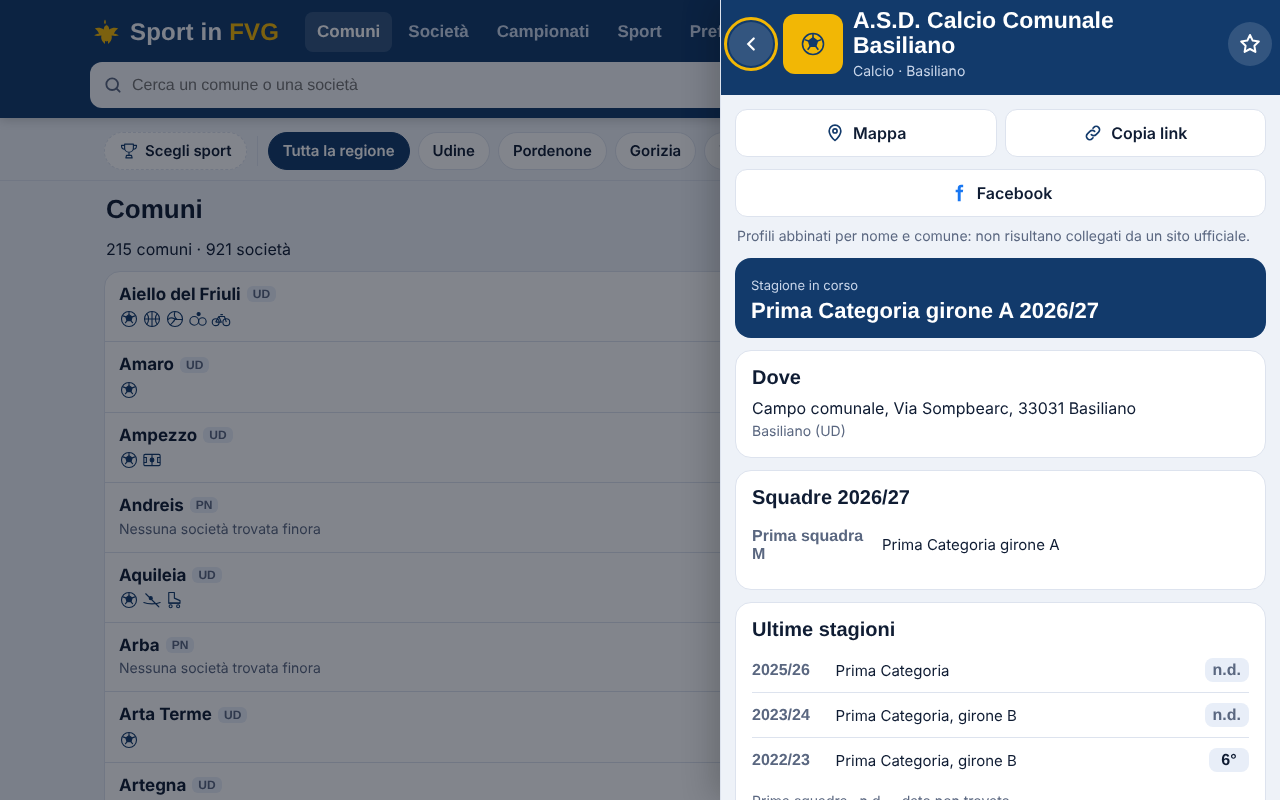 Sport in FVG
Comuni
Società
Campionati
Sport
Cerca un comune o una società
Scegli sport
Tutta la regione
Udine
Pordenone
Gorizia
Comuni
215 comuni · 921 società
Aiello del Friuli UD
Amaro UD
Ampezzo UD
Andreis PN
Nessuna società trovata finora
Aquileia UD
Arba PN
Nessuna società trovata finora
Arta Terme UD
Artegna UD
A.S.D. Calcio Comunale
Basiliano
Calcio · Basiliano
Mappa
Copia link
Facebook
Profili abbinati per nome e comune: non risultano collegati da un sito ufficiale.
Stagione in corso
Prima Categoria girone A 2026/27
Dove
Campo comunale, Via Sompbearc, 33031 Basiliano
Basiliano (UD)
Squadre 2026/27
Prima squadra
M
Prima Categoria girone A
Ultime stagioni
2025/26 Prima Categoria n.d.
2023/24 Prima Categoria, girone B n.d.
2022/23 Prima Categoria, girone B 6°